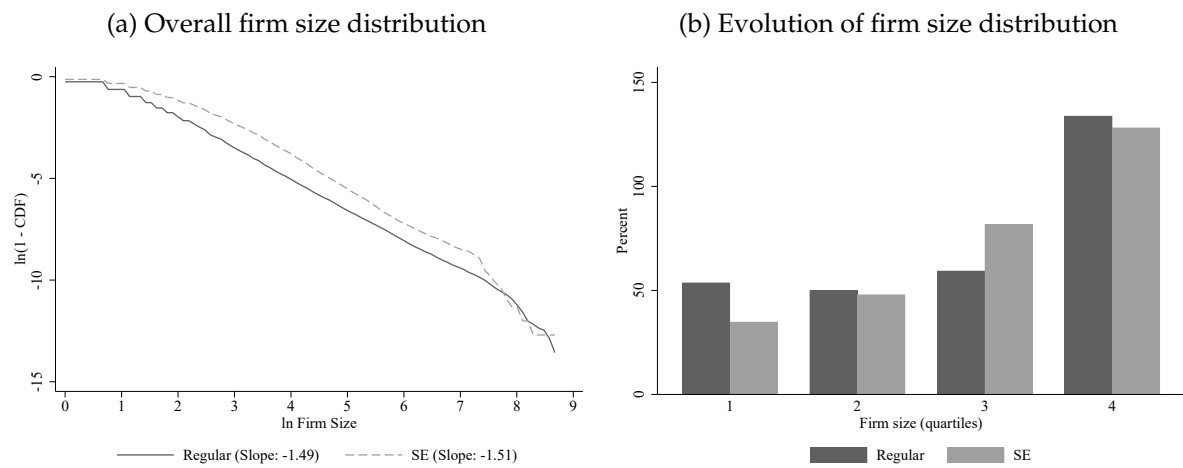 (a) Overall firm size distribution
0
-5
-10
-15
ln(1 - CDF)
0 1 2 3 4 5 6 7 8 9
ln Firm Size
Regular (Slope: -1.49) SE (Slope: -1.51)
(b) Evolution of firm size distribution
150
100
50
0
Percent
1 2 3 4
Firm size (quartiles)
Regular SE